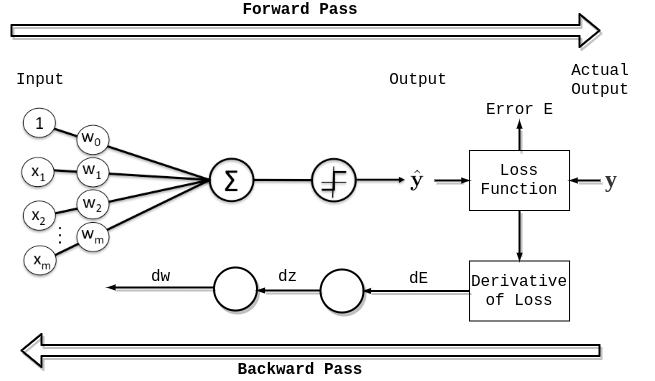 Forward Pass
Input
Output
Actual
Output
Error E
1
w₀
x₁
w₁
x₂
w₂
⋮
xₘ
wₘ
Σ
ŷ
Loss
Function
y
dw
dz
dE
Derivative
of Loss
Backward Pass